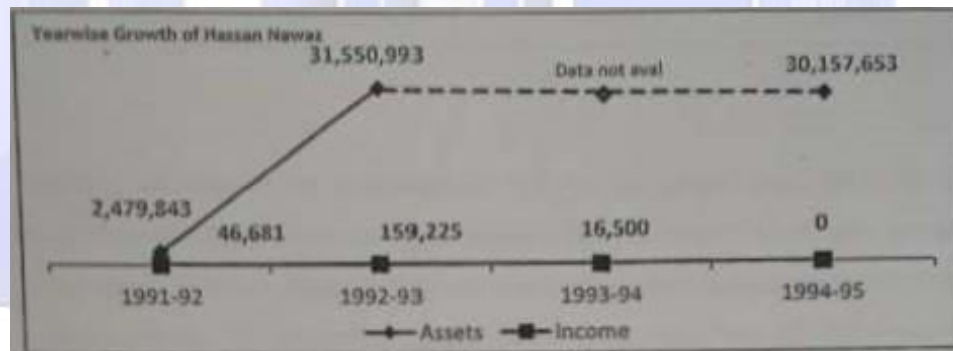 Yearwise Growth of Hassan Nawaz
31,550,993
Data not aval
30,157,653
2,479,843
46,681
159,225
16,500
0
1991-92
1992-93
1993-94
1994-95
Assets
Income